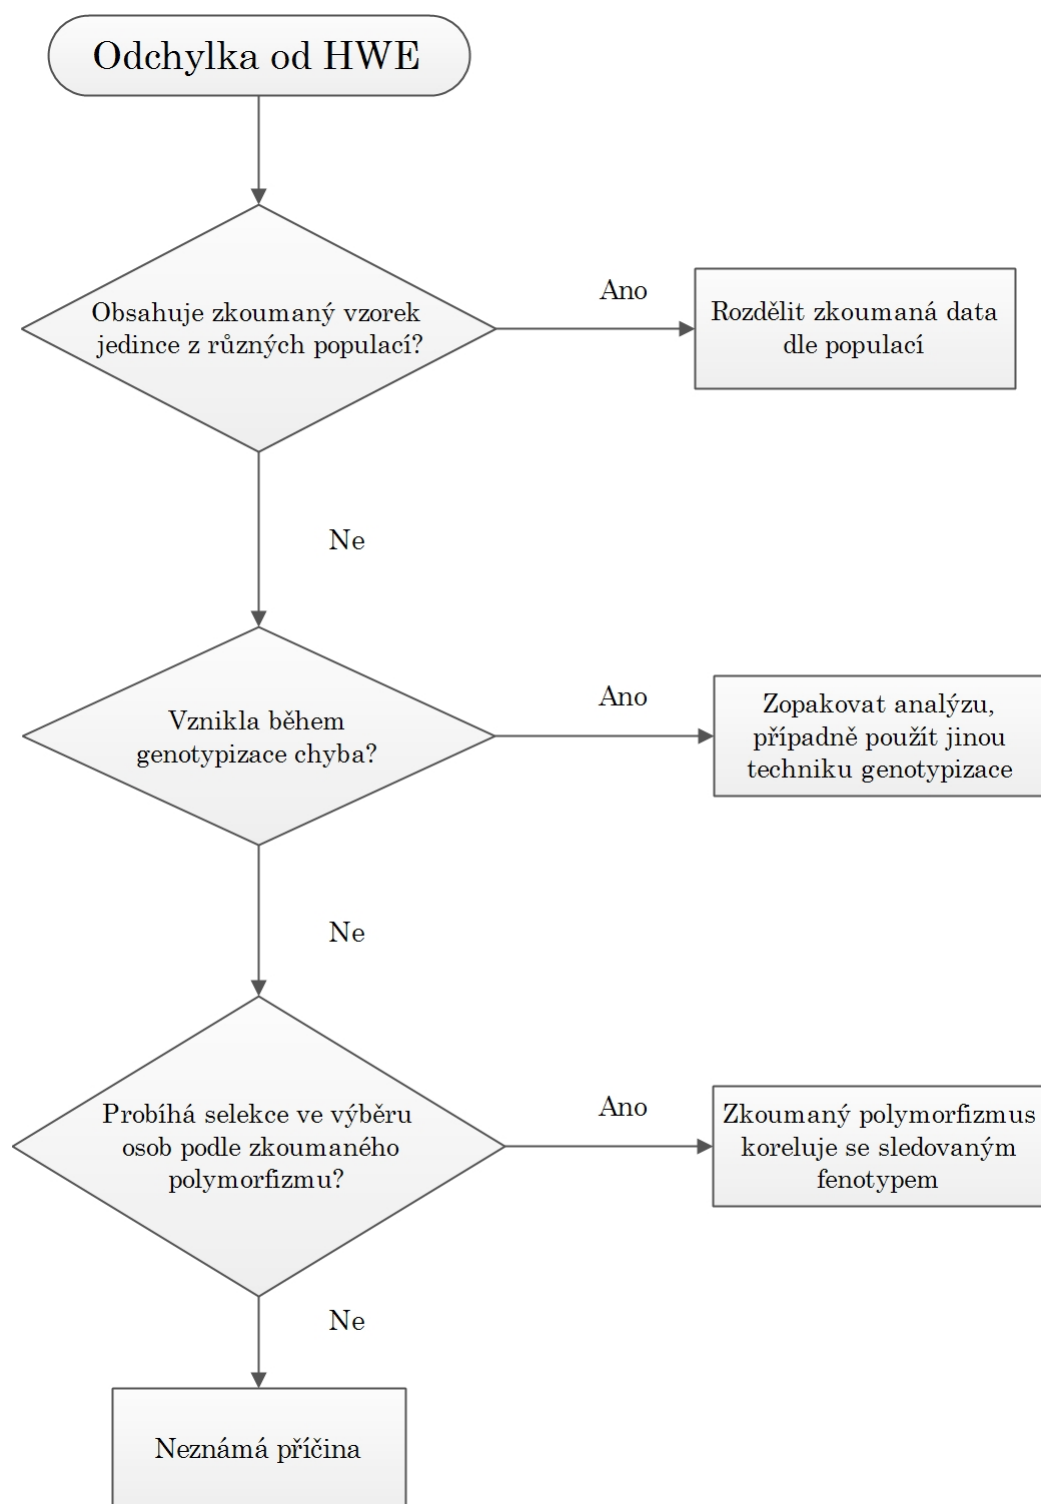 Odchylka od HWE
Obsahuje zkoumaný vzorek
jedince z různých populací?
Ano
Rozdělit zkoumaná data
dle populací
Ne
Vznikla během
genotypizace chyba?
Ano
Zopakovat analýzu,
případně použít jinou
techniku genotypizace
Ne
Probíhá selekce ve výběru
osob podle zkoumaného
polymorfizmu?
Ano
Zkoumaný polymorfizmus
koreluje se sledovaným
fenotypem
Ne
Neznámá příčina